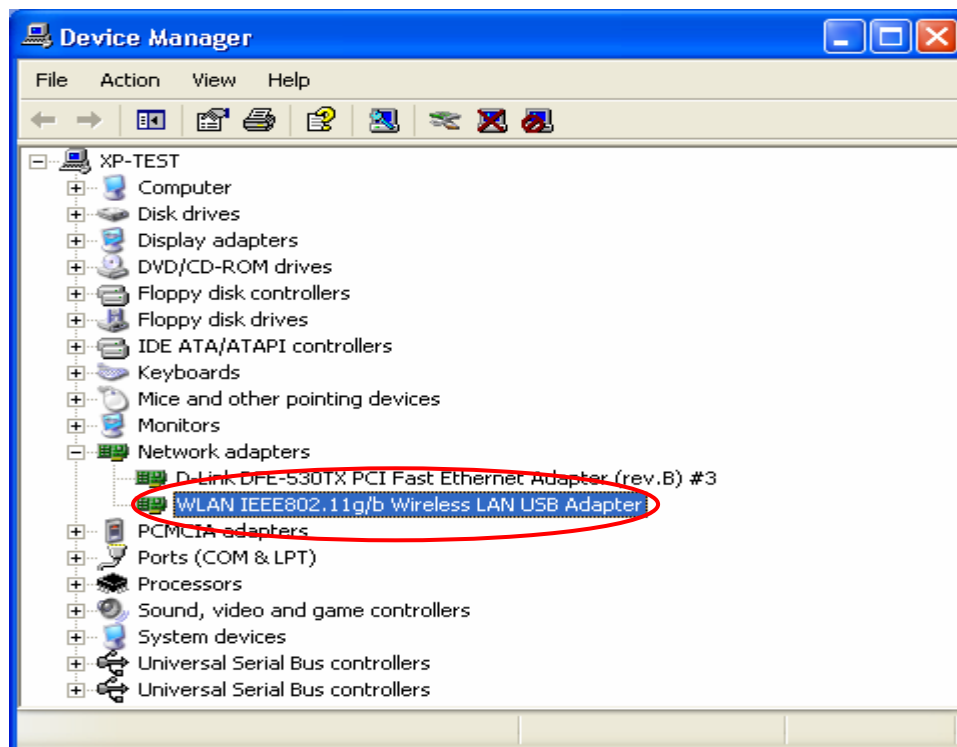 Device Manager
File Action View Help
XP-TEST
Computer
Disk drives
Display adapters
DVD/CD-ROM drives
Floppy disk controllers
Floppy disk drives
IDE ATA/ATAPI controllers
Keyboards
Mice and other pointing devices
Monitors
Network adapters
D-Link DFE-530TX PCI Fast Ethernet Adapter (rev.B) #3
WLAN IEEE802.11g/b Wireless LAN USB Adapter
PCMCIA adapters
Ports (COM & LPT)
Processors
Sound, video and game controllers
System devices
Universal Serial Bus controllers
Universal Serial Bus controllers